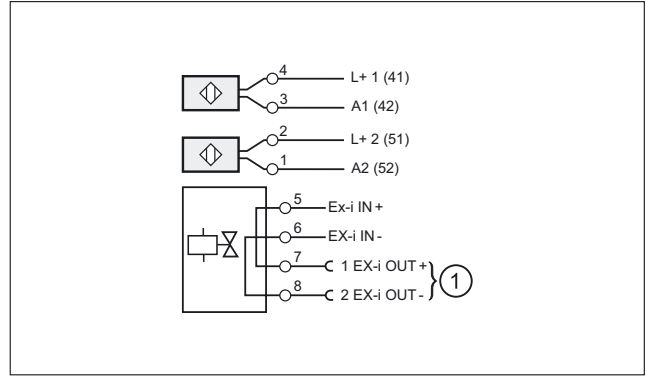 4 L+ 1 (41)
3 A1 (42)
2 L+ 2 (51)
1 A2 (52)
5 Ex-i IN+
6 EX-i IN-
7 1 EX-i OUT+
8 2 EX-i OUT-
1